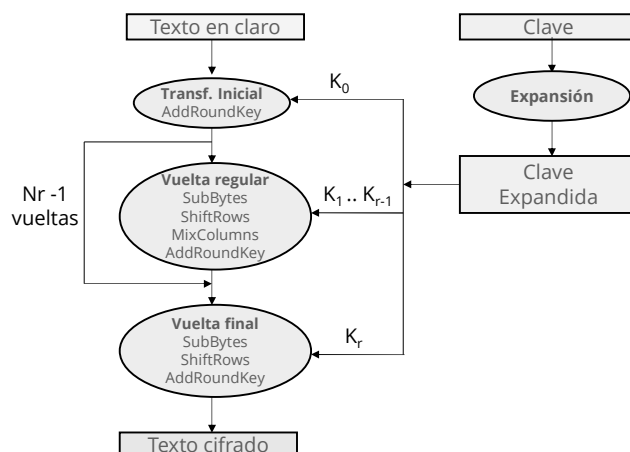 Texto en claro
Clave
Transf. Inicial
AddRoundKey
K0
Expansión
Nr -1
vueltas
Vuelta regular
SubBytes
ShiftRows
MixColumns
AddRoundKey
K1 .. Kr-1
Clave
Expandida
Vuelta final
SubBytes
ShiftRows
AddRoundKey
Kr
Texto cifrado